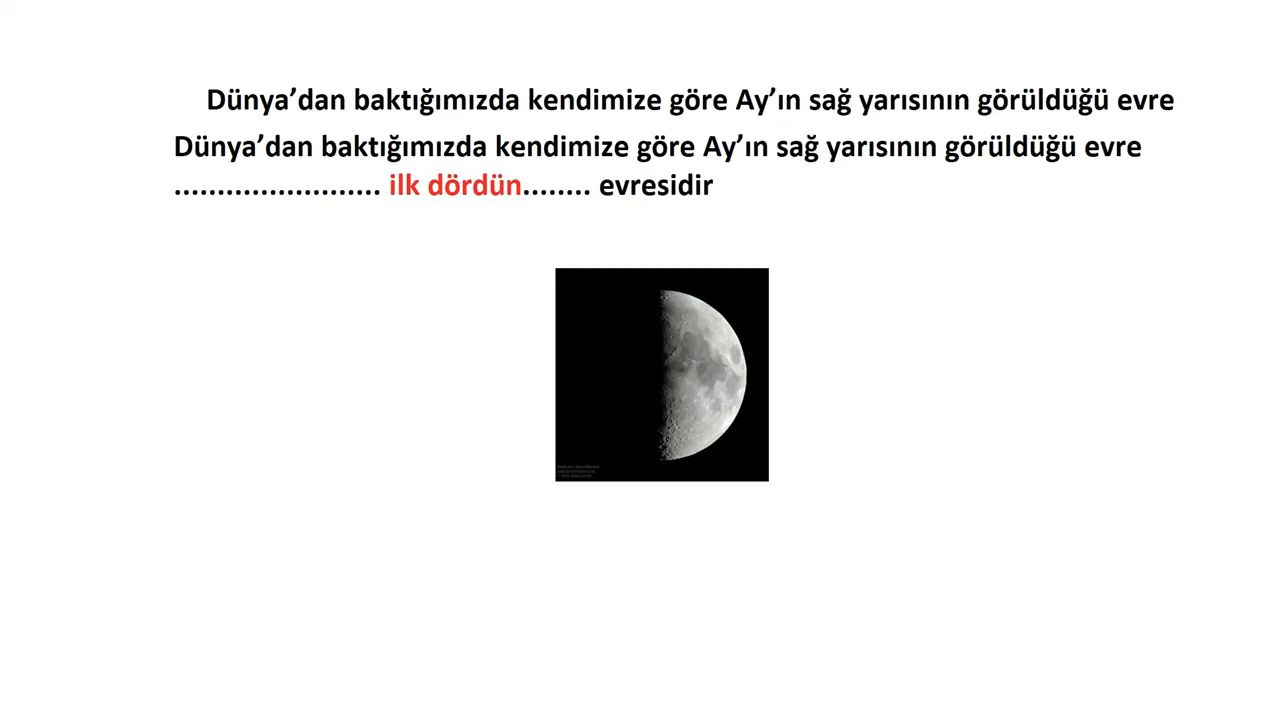 Dünya’dan baktığımızda kendimize göre Ay’ın sağ yarısının görüldüğü evre
Dünya’dan baktığımızda kendimize göre Ay’ın sağ yarısının görüldüğü evre
........................ ilk dördün........ evresidir